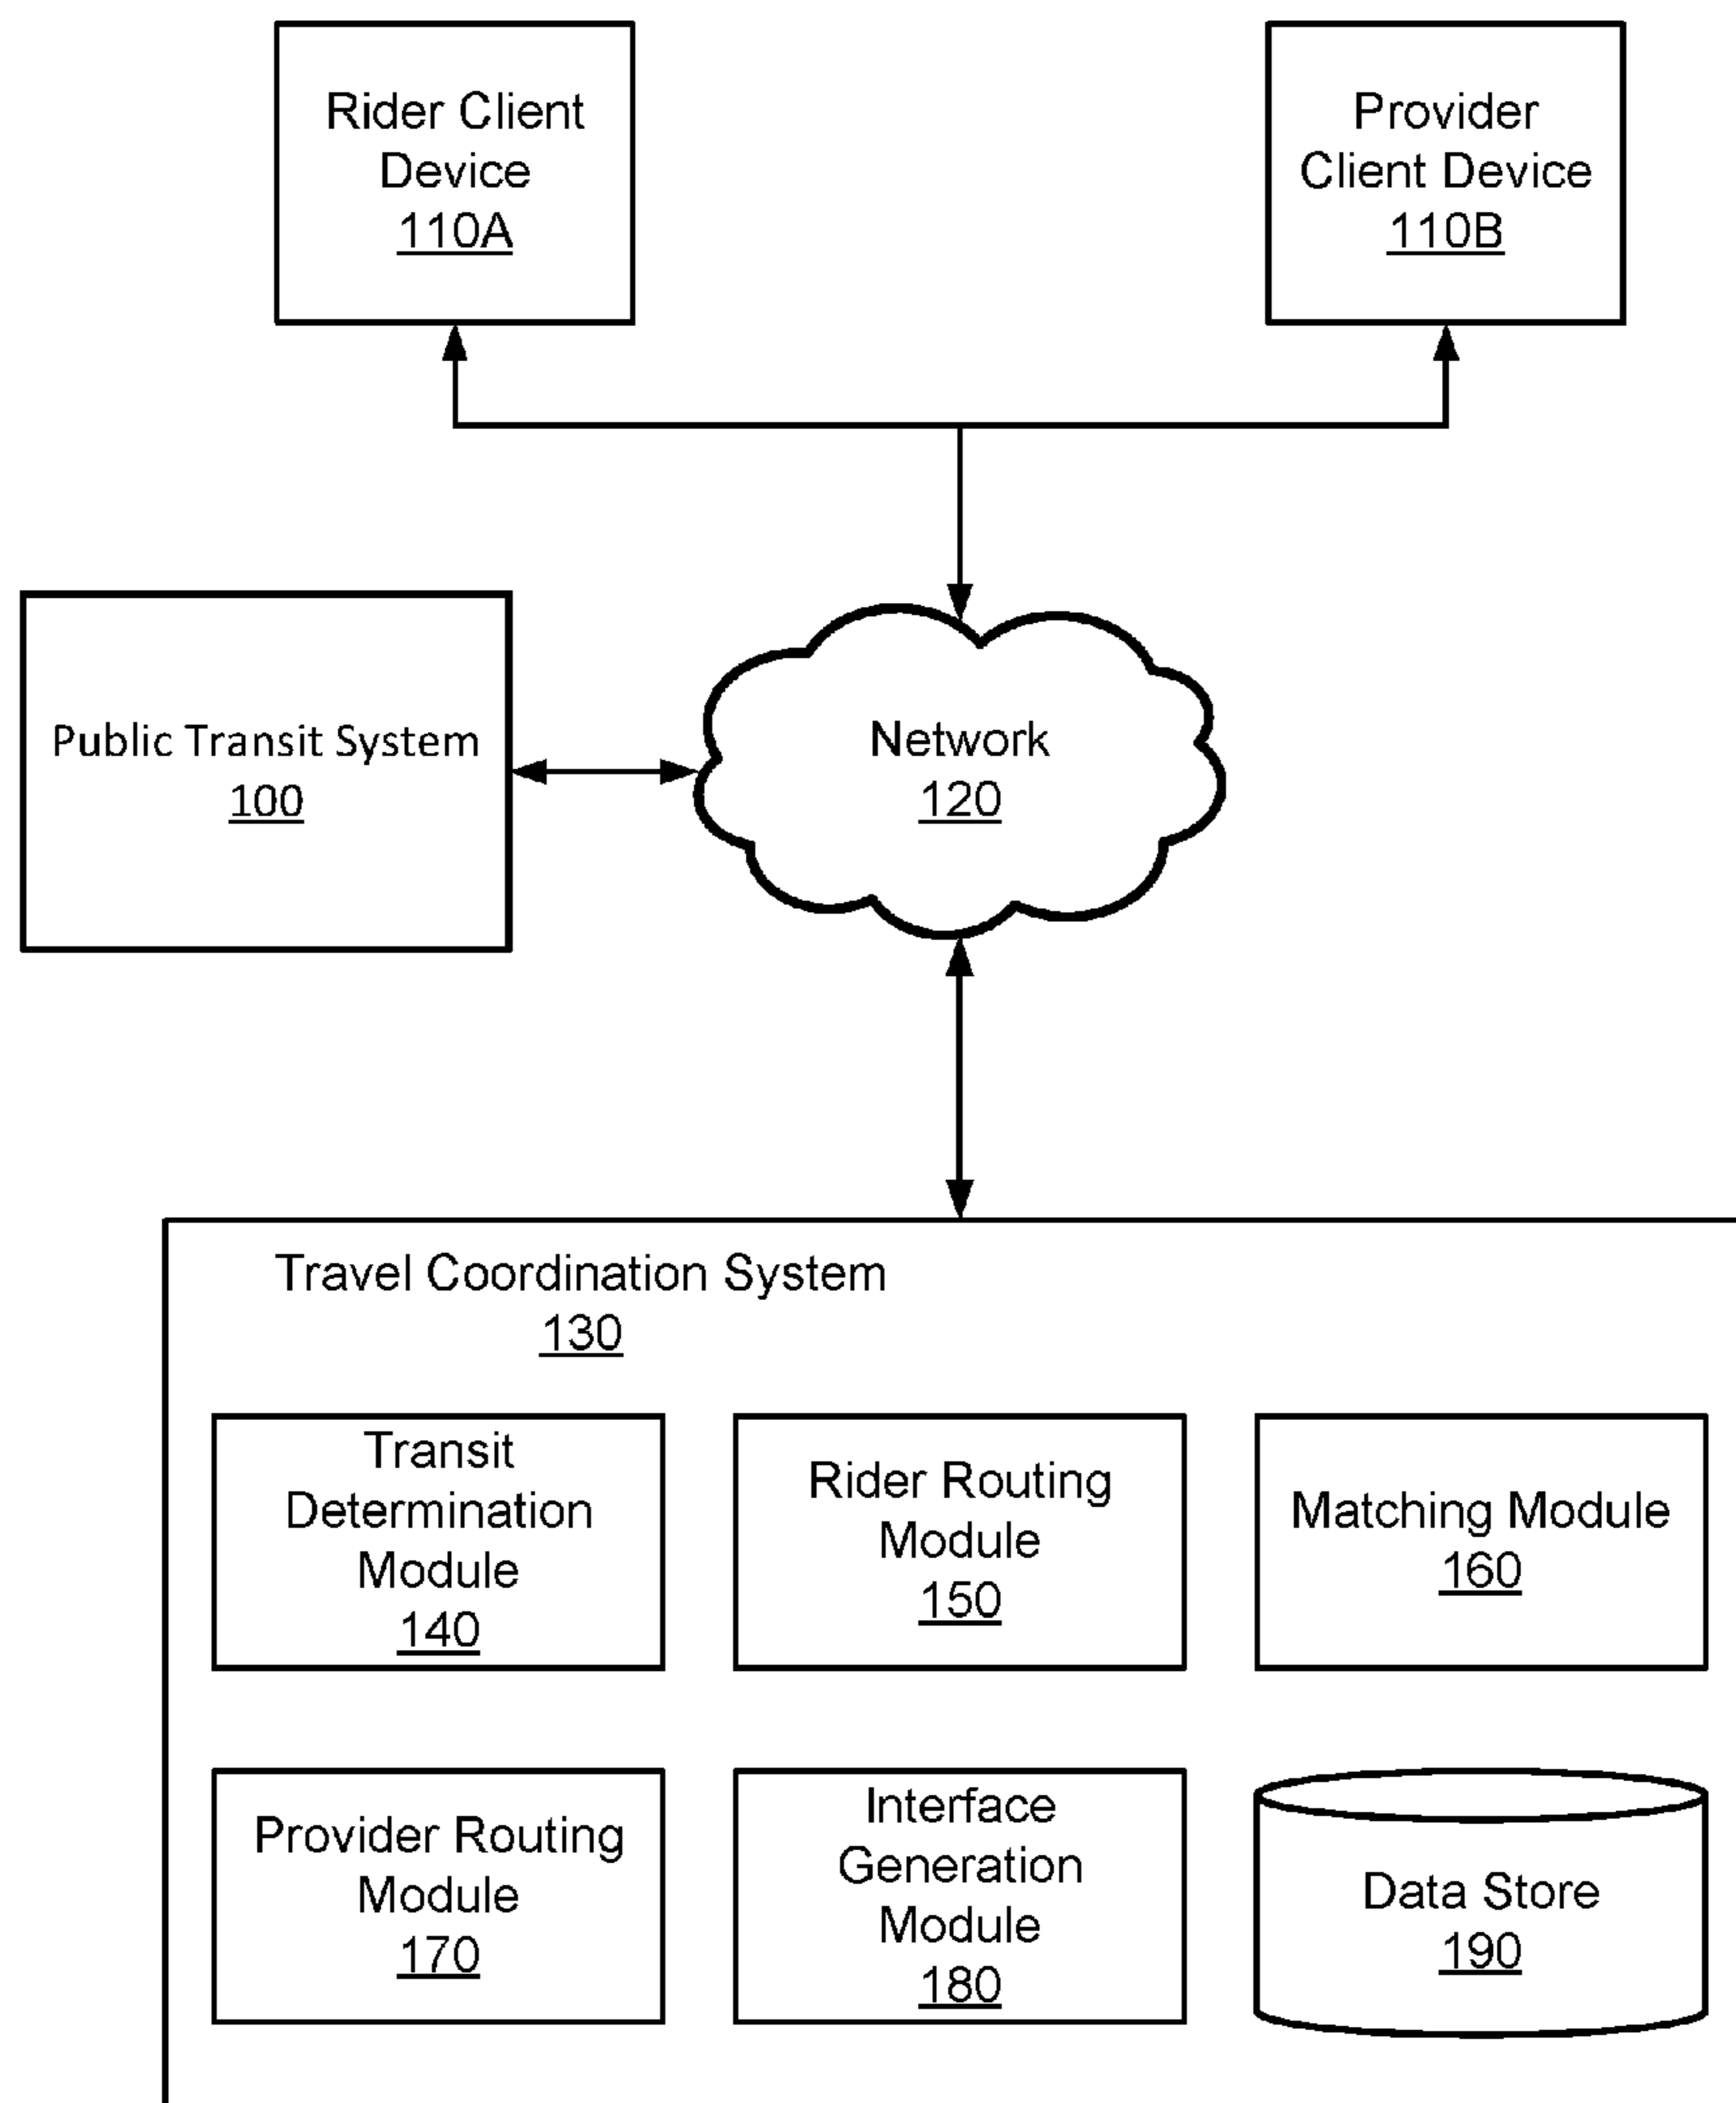 Rider Client
Device
110A
Provider
Client Device
110B
Public Transit System
100
Network
120
Travel Coordination System
130
Transit
Determination
Module
140
Rider Routing
Module
150
Matching Module
160
Provider Routing
Module
170
Interface
Generation
Module
180
Data Store
190